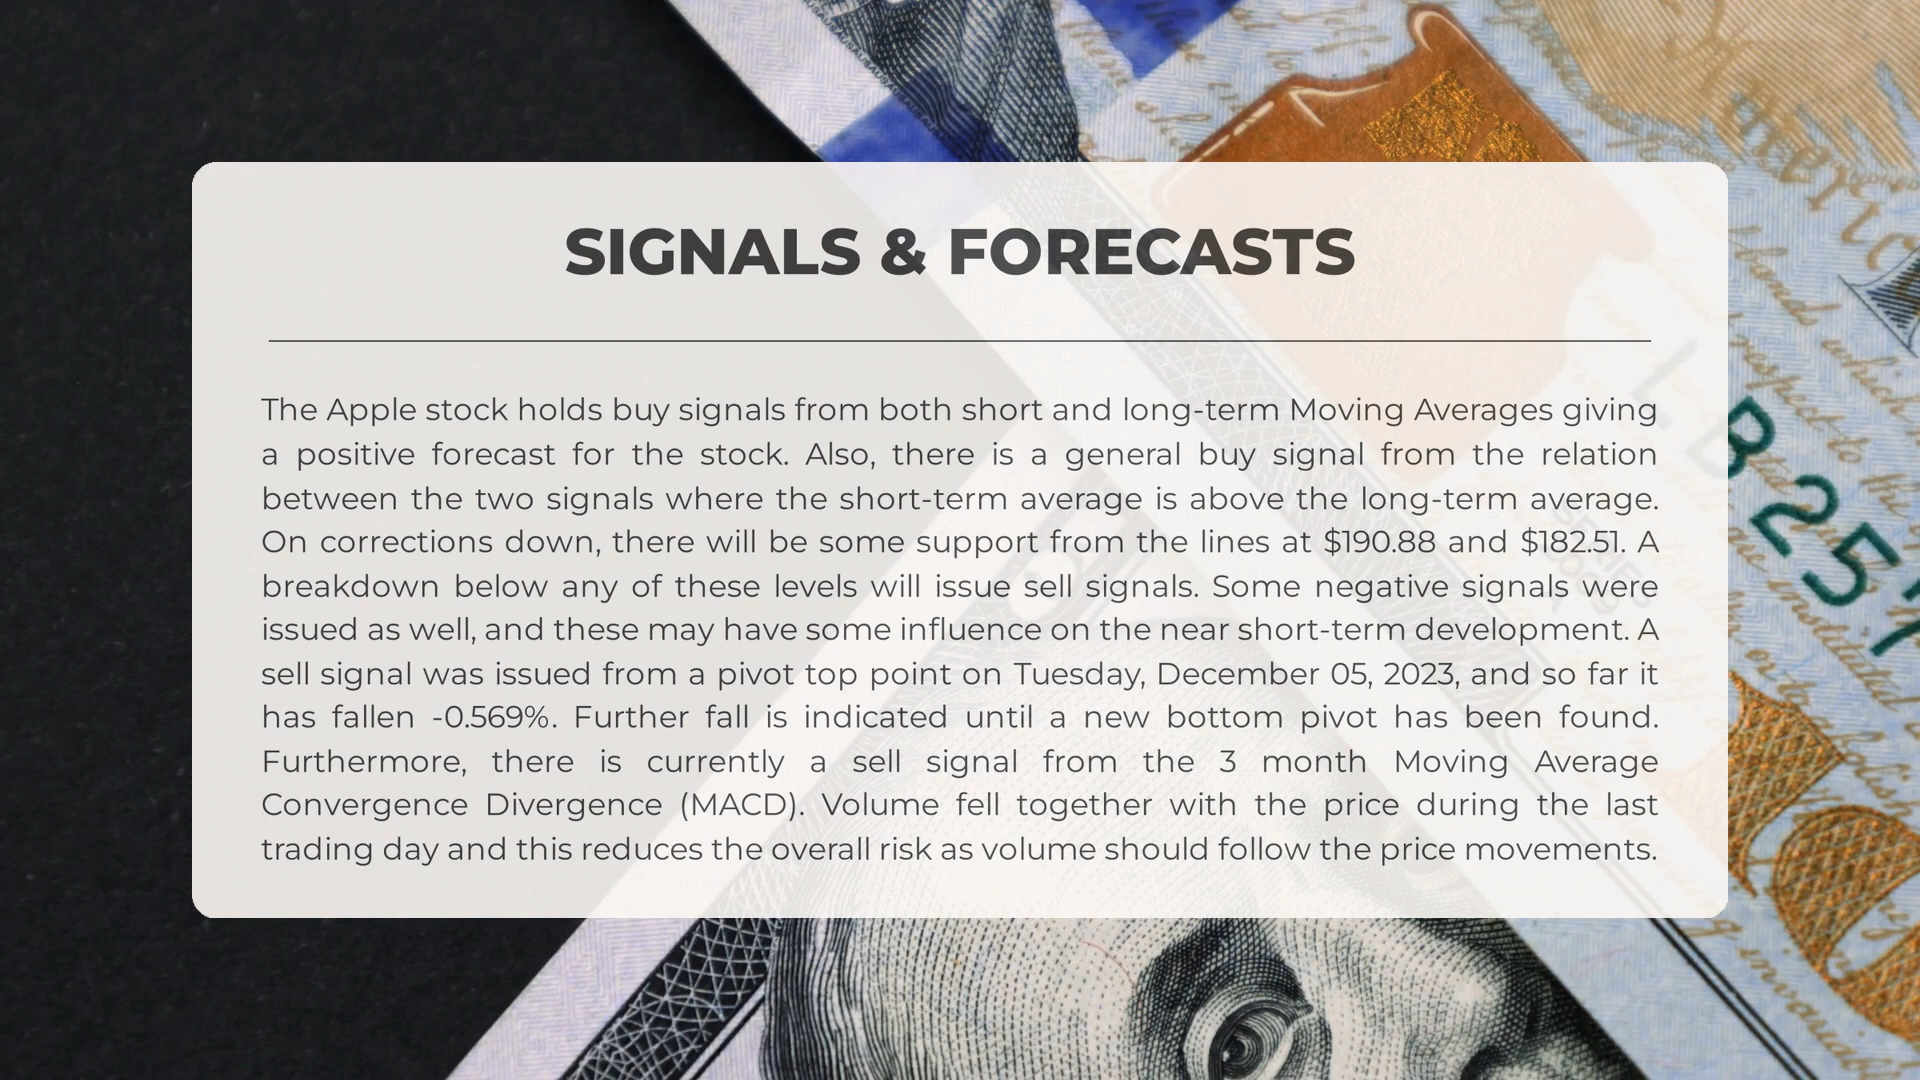 SIGNALS & FORECASTS
The Apple stock holds buy signals from both short and long-term Moving Averages giving
a positive forecast for the stock. Also, there is a general buy signal from the relation
between the two signals where the short-term average is above the long-term average.
On corrections down, there will be some support from the lines at $190.88 and $182.51. A
breakdown below any of these levels will issue sell signals. Some negative signals were
issued as well, and these may have some influence on the near short-term development. A
sell signal was issued from a pivot top point on Tuesday, December 05, 2023, and so far it
has fallen -0.569%. Further fall is indicated until a new bottom pivot has been found.
Furthermore, there is currently a sell signal from the 3 month Moving Average
Convergence Divergence (MACD). Volume fell together with the price during the last
trading day and this reduces the overall risk as volume should follow the price movements.